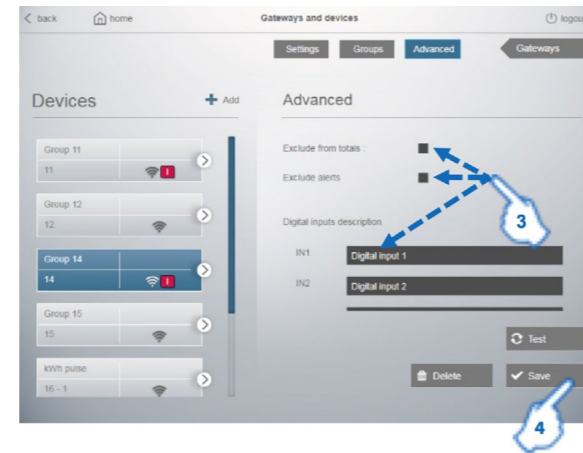 back home Gateways and devices logou
Settings Groups Advanced Gateways
Devices Add Advanced
Group 11
11
Exclude from totals :
Exclude alerts
Group 12
12
Digital inputs description
3
Group 14
14
IN1 Digital input 1
IN2 Digital input 2
Group 15
15
Test
kWh pulse
16 - 1
Delete Save
4